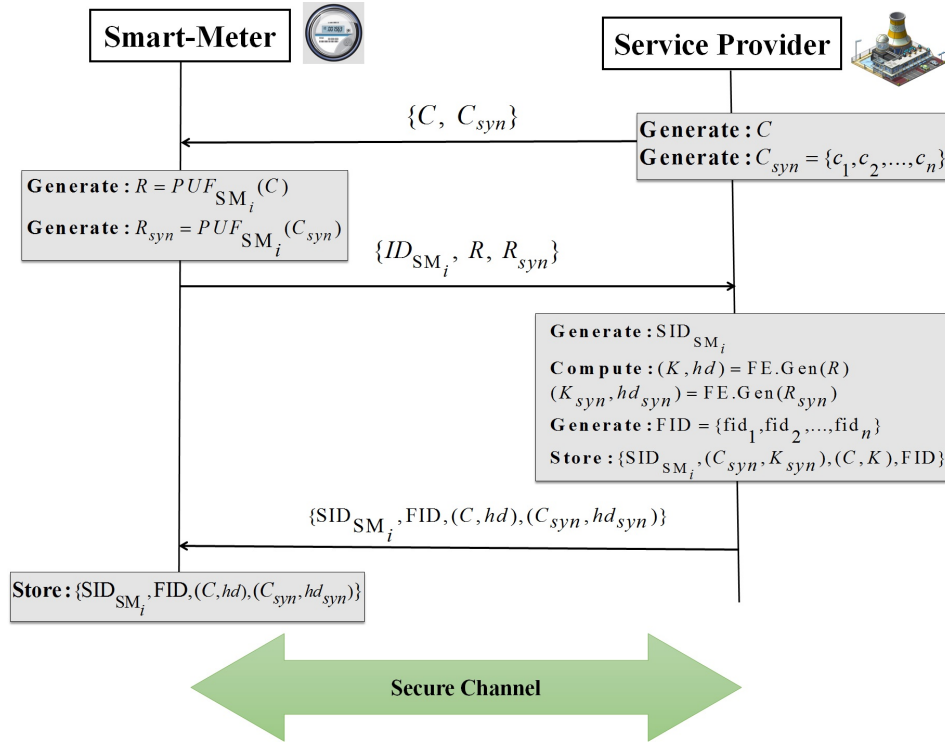 Smart-Meter
Service Provider
{C, C_syn}
Generate: C
Generate: C_syn = {c_1, c_2, ..., c_n}
Generate: R = PUF_SM_i (C)
Generate: R_syn = PUF_SM_i (C_syn)
{ID_SM_i, R, R_syn}
Generate: SID_SM_i
Compute: (K, hd) = FE.Gen(R)
(K_syn, hd_syn) = FE.Gen(R_syn)
Generate: FID = {fid_1, fid_2, ..., fid_n}
Store: {SID_SM_i, (C_syn, K_syn), (C, K), FID}
{SID_SM_i, FID, (C, hd), (C_syn, hd_syn)}
Store: {SID_SM_i, FID, (C, hd), (C_syn, hd_syn)}
Secure Channel